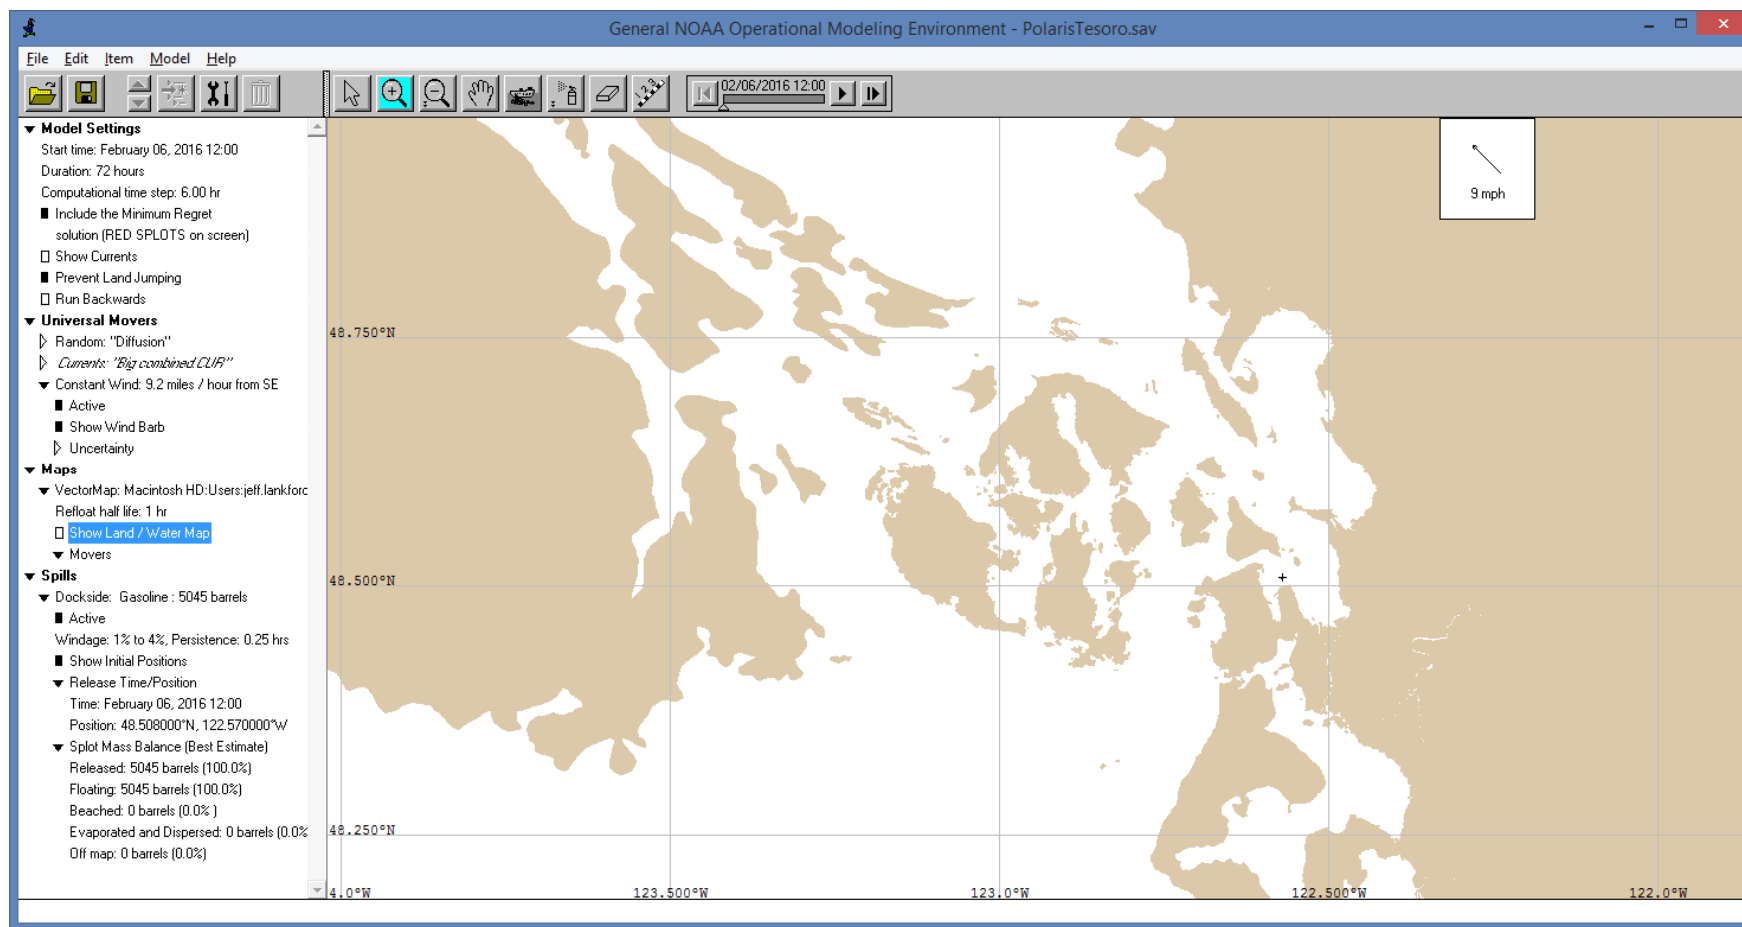 General NOAA Operational Modeling Environment - PolarisTesoro.sav
File Edit Item Model Help
02/06/2016 12:00
Model Settings
Start time: February 06, 2016 12:00
Duration: 72 hours
Computational time step: 6.00 hr
Include the Minimum Regret
solution (RED SPLOTS on screen)
Show Currents
Prevent Land Jumping
Run Backwards
Universal Movers
Random: "Diffusion"
Currents: "Big combined.CUR"
Constant Wind: 9.2 miles / hour from SE
Active
Show Wind Barb
Uncertainty
Maps
VectorMap: Macintosh HD:Users:jeff.lankford
Refloat half life: 1 hr
Show Land / Water Map
Movers
Spills
Dockside: Gasoline : 5045 barrels
Active
Windage: 1% to 4%, Persistence: 0.25 hrs
Show Initial Positions
Release Time/Position
Time: February 06, 2016 12:00
Position: 48.508000°N, 122.570000°W
Splot Mass Balance (Best Estimate)
Released: 5045 barrels (100.0%)
Floating: 5045 barrels (100.0%)
Beached: 0 barrels (0.0% )
Evaporated and Dispersed: 0 barrels (0.0%
Off map: 0 barrels (0.0%)
9 mph
48.750°N
48.500°N
48.250°N
4.0°W 123.500°W 123.0°W 122.500°W 122.0°W